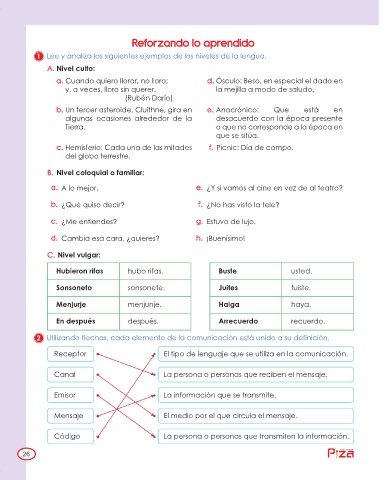 Reforzando lo aprendido
1 Lee y analiza los siguientes ejemplos de los niveles de la lengua.
A. Nivel culto:
a. Cuando quiero llorar, no lloro;
y, a veces, lloro sin querer.
(Rubén Darío)
b. Un tercer asteroide, Cluithne, gira en
algunas ocasiones alrededor de la
Tierra.
c. Hemisferio: Cada una de las mitades
del globo terrestre.
d. Ósculo: Beso, en especial el dado en
la mejilla a modo de saludo.
e. Anacrónico: Que está en
desacuerdo con la época presente
o que no corresponde a la época en
que se sitúa.
f. Picnic: Día de campo.
B. Nivel coloquial o familiar:
a. A lo mejor.
b. ¿Qué quiso decir?
c. ¿Me entiendes?
d. Cambia esa cara, ¿quieres?
e. ¿Y si vamos al cine en vez de al teatro?
f. ¿No has visto la tele?
g. Estuvo de lujo.
h. ¡Buenísimo!
C. Nivel vulgar:
Hubieron rifas hubo rifas.
Sonsoneto sonsonete.
Menjurje menjunje.
En después después.
Buste usted.
Juites fuiste.
Haiga haya.
Arrecuerdo recuerdo.
2 Utilizando flechas, cada elemento de la comunicación está unido a su definición.
Receptor El tipo de lenguaje que se utiliza en la comunicación.
Canal La persona o personas que reciben el mensaje.
Emisor La información que se transmite.
Mensaje El medio por el que circula el mensaje.
Código La persona o personas que transmiten la información.
26 Piza